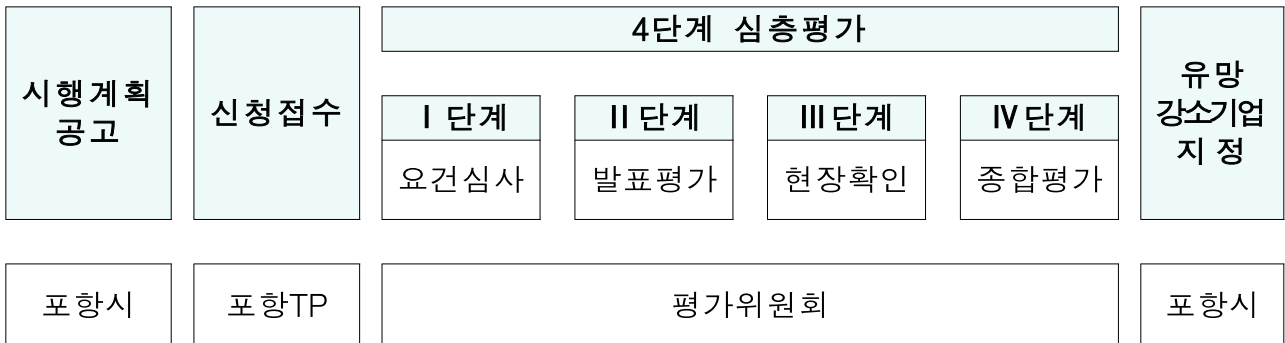 시행계획
공고
신청접수
4단계 심층평가
Ⅰ 단계
요건심사
Ⅱ 단계
발표평가
Ⅲ 단계
현장확인
Ⅳ 단계
종합평가
유망
강소기업
지 정
포항시
포항TP
평가위원회
포항시